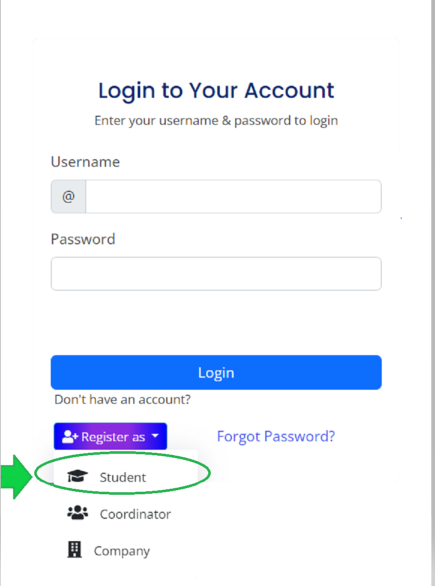 Login to Your Account
Enter your username & password to login
Username
@
Password
Login
Don't have an account?
Register as
Forgot Password?
Student
Coordinator
Company